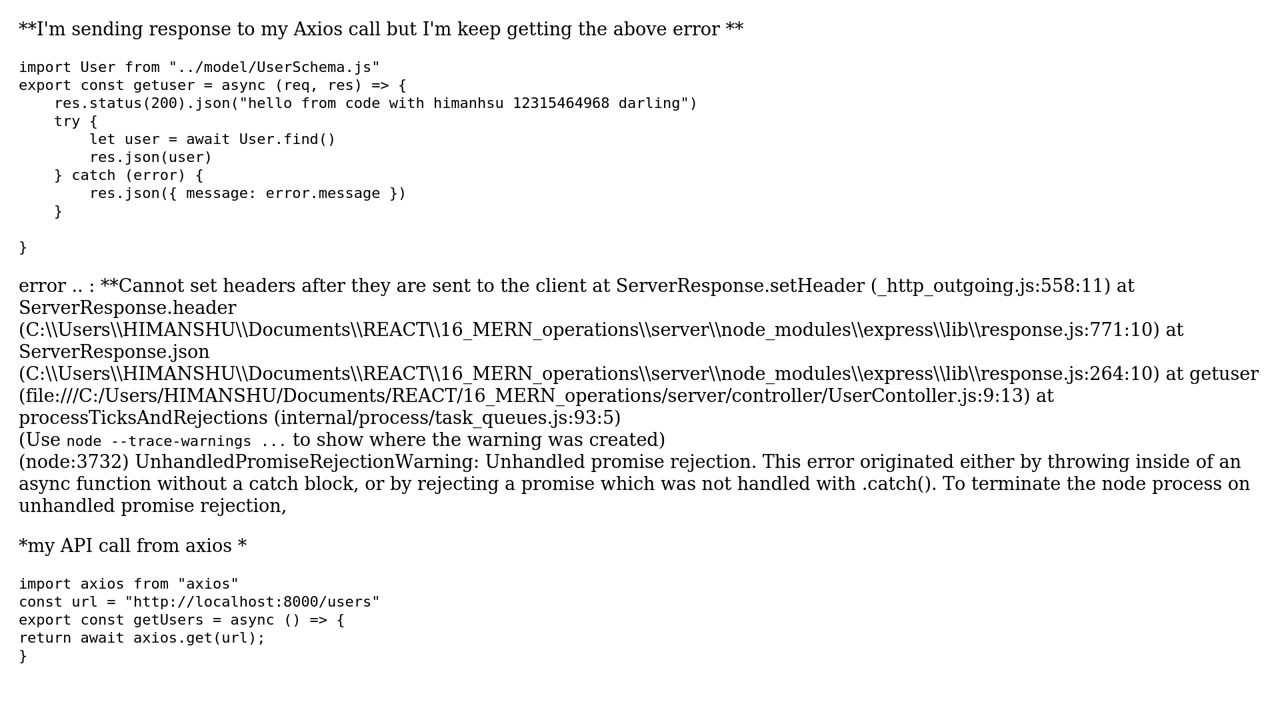 **I'm sending response to my Axios call but I'm keep getting the above error **
import User from "../model/UserSchema.js"
export const getuser = async (req, res) => {
    res.status(200).json("hello from code with himanhsu 12315464968 darling")
    try {
        let user = await User.find()
        res.json(user)
    } catch (error) {
        res.json({ message: error.message })
    }
}
error .. : **Cannot set headers after they are sent to the client at ServerResponse.setHeader (_http_outgoing.js:558:11) at
ServerResponse.header
(C:\\Users\\HIMANSHU\\Documents\\REACT\\16_MERN_operations\\server\\node_modules\\express\\lib\\response.js:771:10) at
ServerResponse.json
(C:\\Users\\HIMANSHU\\Documents\\REACT\\16_MERN_operations\\server\\node_modules\\express\\lib\\response.js:264:10) at getuser
(file:///C:/Users/HIMANSHU/Documents/REACT/16_MERN_operations/server/controller/UserContoller.js:9:13) at
processTicksAndRejections (internal/process/task_queues.js:93:5)
(Use node --trace-warnings ... to show where the warning was created)
(node:3732) UnhandledPromiseRejectionWarning: Unhandled promise rejection. This error originated either by throwing inside of an
async function without a catch block, or by rejecting a promise which was not handled with .catch(). To terminate the node process on
unhandled promise rejection,
*my API call from axios *
import axios from "axios"
const url = "http://localhost:8000/users"
export const getUsers = async () => {
return await axios.get(url);
}